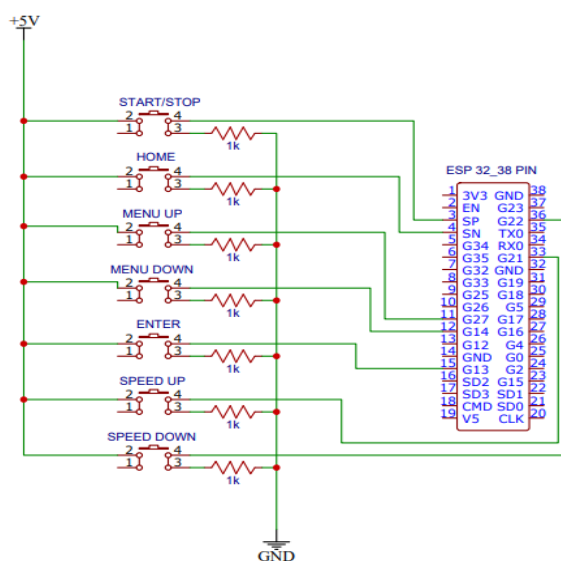 +5V
START/STOP
2 4
1 3
1k
HOME
2 4
1 3
1k
MENU UP
2 4
1 3
1k
MENU DOWN
2 4
1 3
1k
ENTER
2 4
1 3
1k
SPEED UP
2 4
1 3
1k
SPEED DOWN
2 4
1 3
1k
GND
ESP 32_38 PIN
1 3V3 GND 38
2 EN G23 37
3 SP G22 36
4 SN TX0 35
5 G34 RX0 34
6 G35 G21 33
7 G32 GND 32
8 G33 G19 31
9 G25 G18 30
10 G26 G5 29
11 G27 G17 28
12 G14 G16 27
13 G12 G4 26
14 GND G0 25
15 G13 G2 24
16 SD2 G15 23
17 SD3 SD1 22
18 CMD SD0 21
19 V5 CLK 20